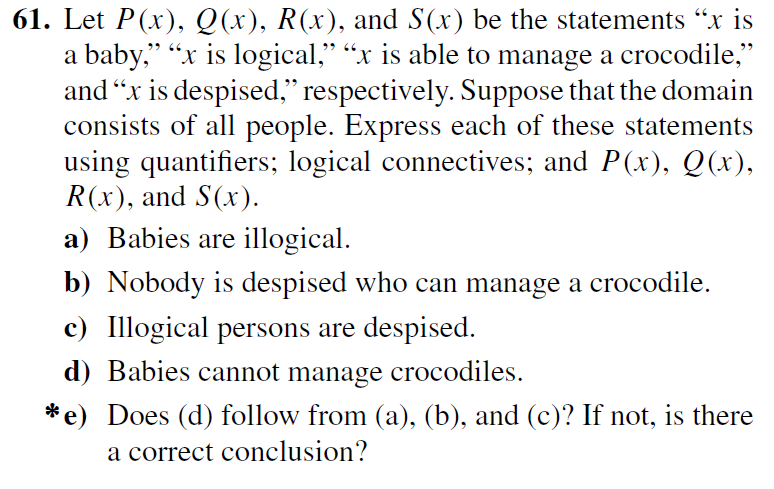 61. Let P(x), Q(x), R(x), and S(x) be the statements “x is
a baby,” “x is logical,” “x is able to manage a crocodile,”
and “x is despised,” respectively. Suppose that the domain
consists of all people. Express each of these statements
using quantifiers; logical connectives; and P(x), Q(x),
R(x), and S(x).
a) Babies are illogical.
b) Nobody is despised who can manage a crocodile.
c) Illogical persons are despised.
d) Babies cannot manage crocodiles.
*e) Does (d) follow from (a), (b), and (c)? If not, is there
a correct conclusion?